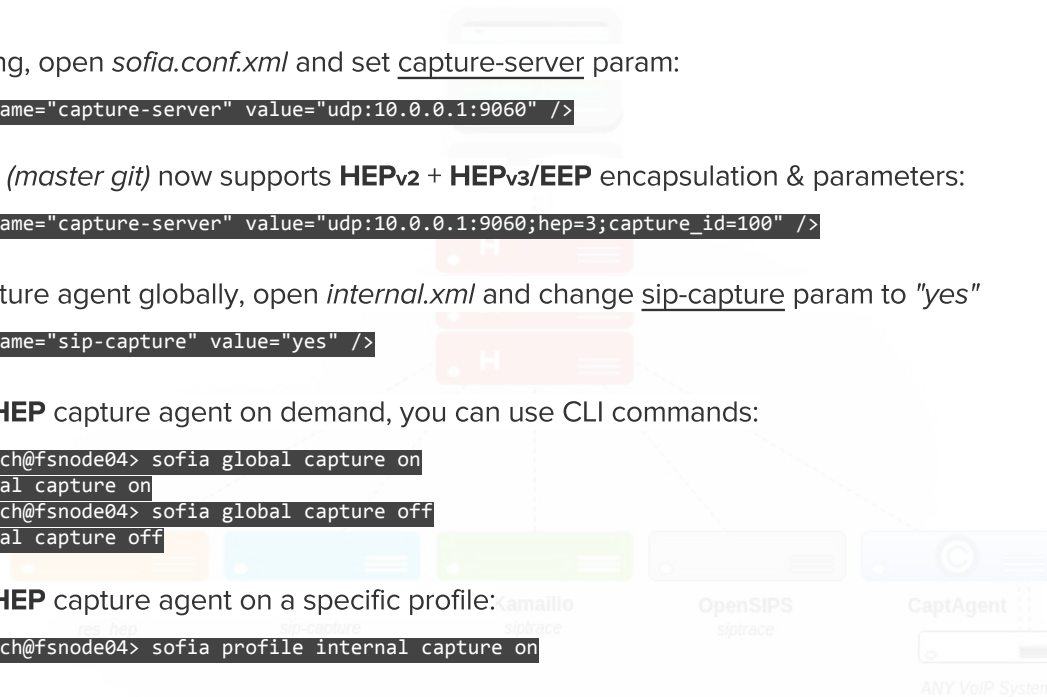 ng, open sofia.conf.xml and set capture-server param:
ame="capture-server" value="udp:10.0.0.1:9060" />
(master git) now supports HEPv2 + HEPv3/EEP encapsulation & parameters:
ame="capture-server" value="udp:10.0.0.1:9060;hep=3;capture_id=100" />
H
ture agent globally, open internal.xml and change sip-capture param to "yes"
ame="sip-capture" value="yes" />
H
HEP capture agent on demand, you can use CLI commands:
ch@fsnode04> sofia global capture on
al capture on
ch@fsnode04> sofia global capture off
al capture off
HEP capture agent on a specific profile:
Kamailio OpenSIPS CaptAgent
res_hep sip-capture siptrace siptrace
ch@fsnode04> sofia profile internal capture on
ANY VoIP System